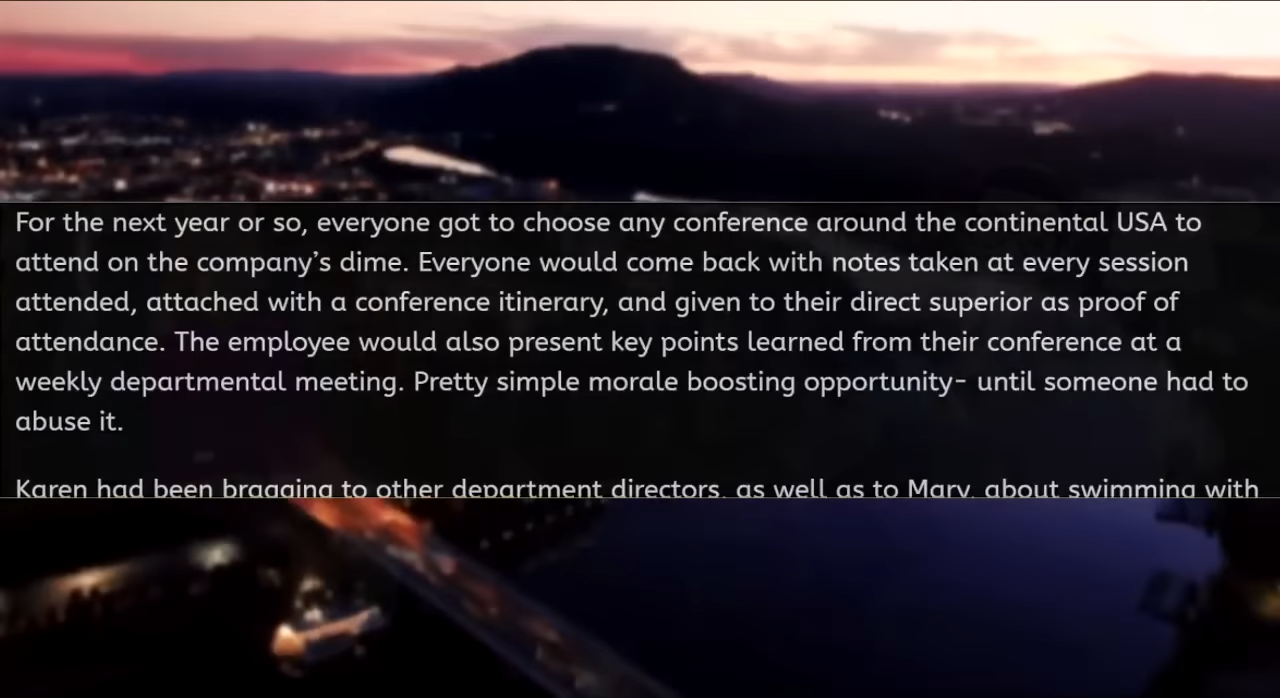 For the next year or so, everyone got to choose any conference around the continental USA to
attend on the company’s dime. Everyone would come back with notes taken at every session
attended, attached with a conference itinerary, and given to their direct superior as proof of
attendance. The employee would also present key points learned from their conference at a
weekly departmental meeting. Pretty simple morale boosting opportunity- until someone had to
abuse it.
Karen had been bragging to other department directors, as well as to Mary, about swimming with